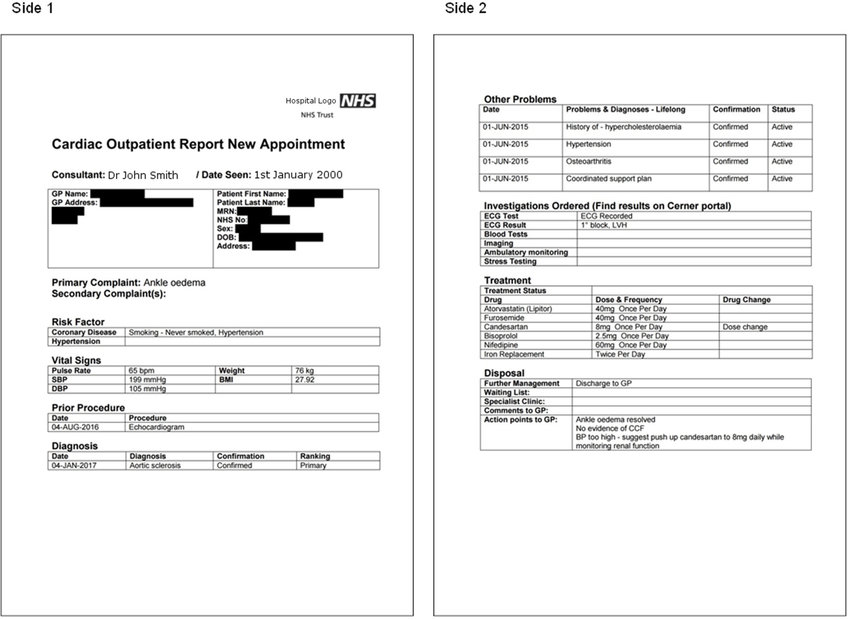 Side 1
Hospital Logo NHS
NHS Trust
Cardiac Outpatient Report New Appointment
Consultant: Dr John Smith / Date Seen: 1st January 2000
GP Name:
GP Address:
Patient First Name:
Patient Last Name:
MRN:
NHS No
Sex:
DOB:
Address:
Primary Complaint: Ankle oedema
Secondary Complaint(s):
Risk Factor
Coronary Disease Smoking - Never smoked, Hypertension
Hypertension
Vital Signs
Pulse Rate 65 bpm Weight 76 kg
SBP 199 mmHg BMI 27.92
DBP 105 mmHg
Prior Procedure
Date Procedure
04-AUG-2016 Echocardiogram
Diagnosis
Date Diagnosis Confirmation Ranking
04-JAN-2017 Aortic sclerosis Confirmed Primary
Side 2
Other Problems
Date Problems & Diagnoses - Lifelong Confirmation Status
01-JUN-2015 History of - hypercholesterolaemia Confirmed Active
01-JUN-2015 Hypertension Confirmed Active
01-JUN-2015 Osteoarthritis Confirmed Active
01-JUN-2015 Coordinated support plan Confirmed Active
Investigations Ordered (Find results on Cerner portal)
ECG Test ECG Recorded
ECG Result 1° block, LVH
Blood Tests
Imaging
Ambulatory monitoring
Stress Testing
Treatment
Treatment Status
Drug Dose & Frequency Drug Change
Atorvastatin (Lipitor) 40mg Once Per Day
Furosemide 40mg Once Per Day
Candesartan 8mg Once Per Day Dose change
Bisoprolol 2.5mg Once Per Day
Nifedipine 60mg Once Per Day
Iron Replacement Twice Per Day
Disposal
Further Management Discharge to GP
Waiting List:
Specialist Clinic:
Comments to GP:
Action points to GP: Ankle oedema resolved
No evidence of CCF
BP too high - suggest push up candesartan to 8mg daily while
monitoring renal function